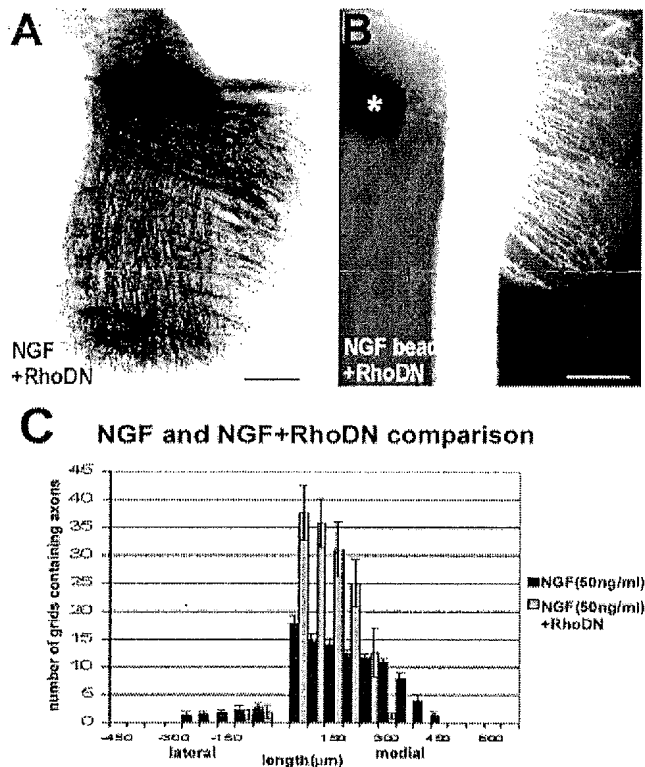 A
B
*
NGF
+RhoDN
NGF bead
+RhoDN
C NGF and NGF+RhoDN comparison
number of grids containing axons
45
40
35
30
25
20
15
10
5
0
NGF(50ng/ml)
NGF(50ng/ml)
+RhoDN
-450 -300 -150 0 150 300 450 600
lateral length(μm) medial